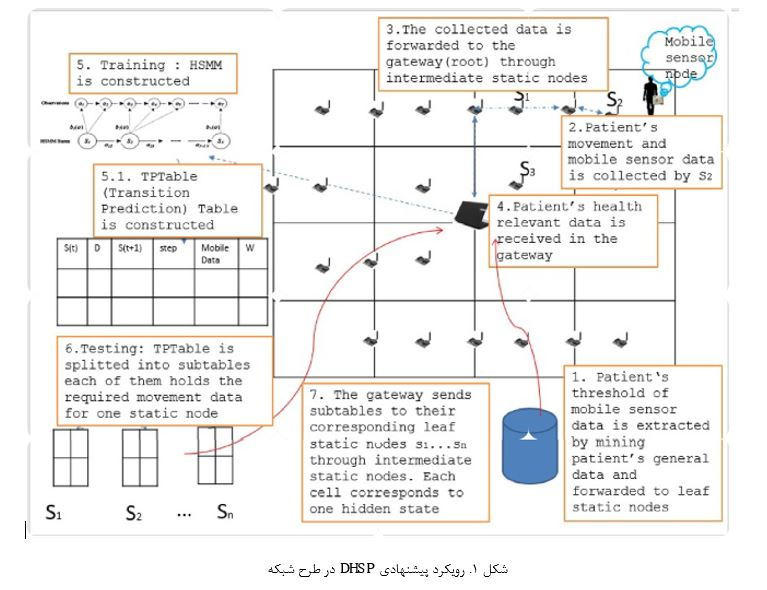 3.The collected data is
forwarded to the
gateway(root) through
intermediate static nodes
Mobile
sensor
node
5. Training : HSMM
is constructed
Observations
HSMM States
S1
S2
S3
2.Patient's
movement and
mobile sensor data
is collected by S2
5.1. TPTable
(Transition
Prediction) Table
is constructed
4.Patient's health
relevant data is
received in the
gateway
S(t) D S(t+1) step Mobile Data W
6.Testing: TPTable is
splitted into subtables
each of them holds the
required movement data
for one static node
7. The gateway sends
subtables to their
corresponding leaf
static nodes s1...sn
through intermediate
static nodes. Each
cell corresponds to
one hidden state
1. Patient's
threshold of
mobile sensor
data is extracted
by mining
patient's general
data and
forwarded to leaf
static nodes
S1 S2 ... Sn
شکل ۱. رویکرد پیشنهادی DHSP در طرح شبکه